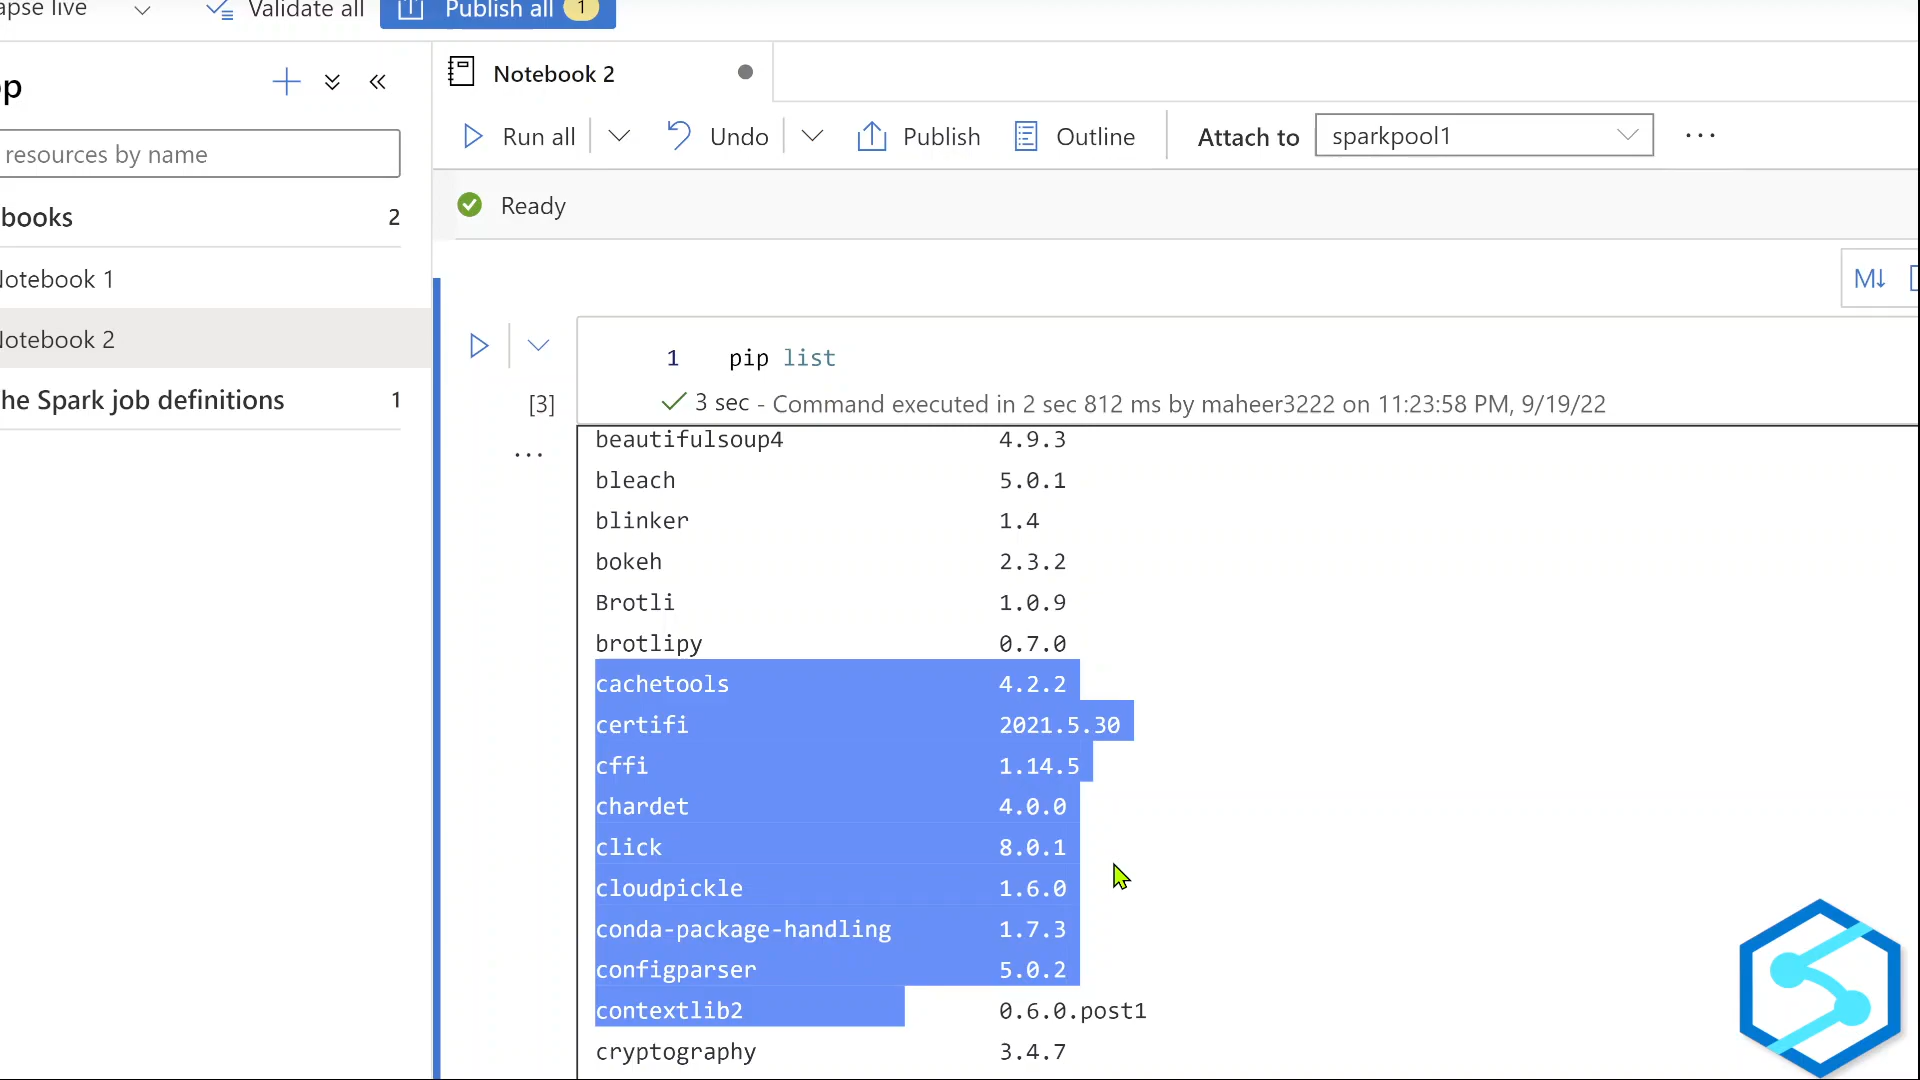 apse live
Validate all
Publish all 1
op
Notebook 2
resources by name
Run all
Undo
Publish
Outline
Attach to
sparkpool1
...
Ready
books 2
Notebook 1
Notebook 2
he Spark job definitions 1
M↓
1 pip list
[3]
3 sec - Command executed in 2 sec 812 ms by maheer3222 on 11:23:58 PM, 9/19/22
...
beautifulsoup4 4.9.3
bleach 5.0.1
blinker 1.4
bokeh 2.3.2
Brotli 1.0.9
brotlipy 0.7.0
cachetools 4.2.2
certifi 2021.5.30
cffi 1.14.5
chardet 4.0.0
click 8.0.1
cloudpickle 1.6.0
conda-package-handling 1.7.3
configparser 5.0.2
contextlib2 0.6.0.post1
cryptography 3.4.7